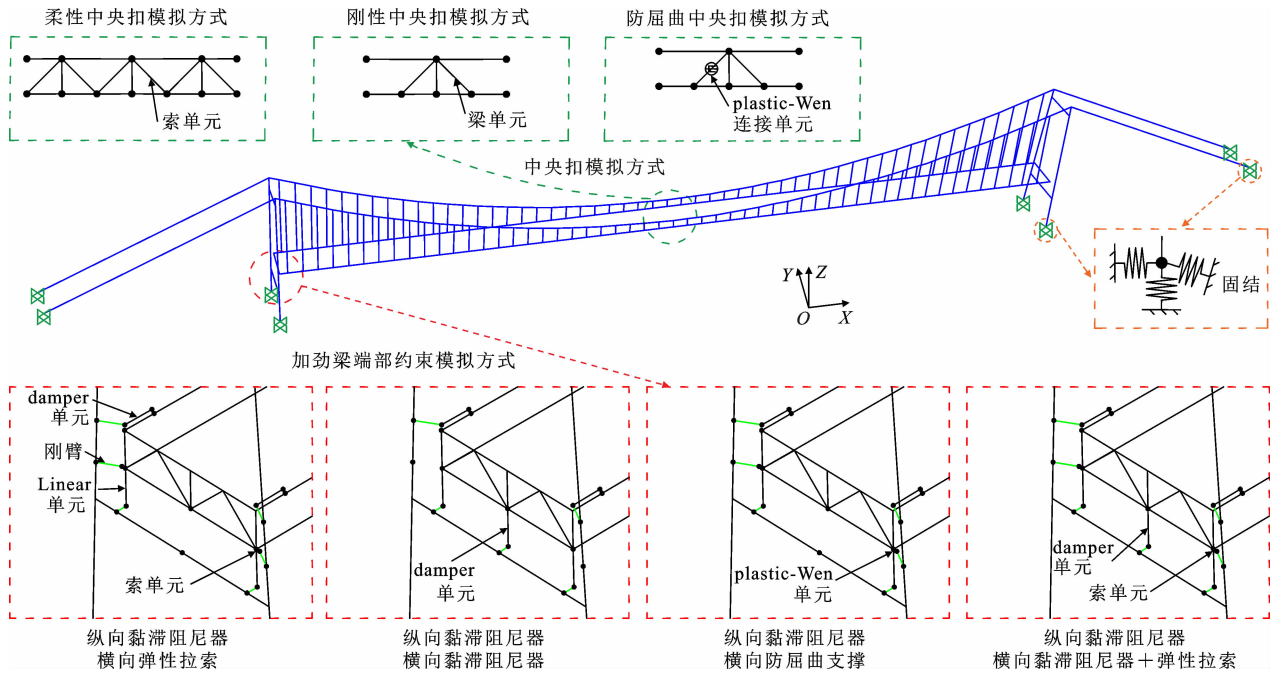 柔性中央扣模拟方式
刚性中央扣模拟方式
防屈曲中央扣模拟方式
索单元
梁单元
plastic-Wen
连接单元
中央扣模拟方式
固结
Y
Z
O
X
加劲梁端部约束模拟方式
damper
单元
刚臂
Linear
单元
索单元
damper
单元
plastic-Wen
单元
damper
单元
索单元
纵向黏滞阻尼器
横向弹性拉索
纵向黏滞阻尼器
横向黏滞阻尼器
纵向黏滞阻尼器
横向防屈曲支撑
纵向黏滞阻尼器
横向黏滞阻尼器+弹性拉索